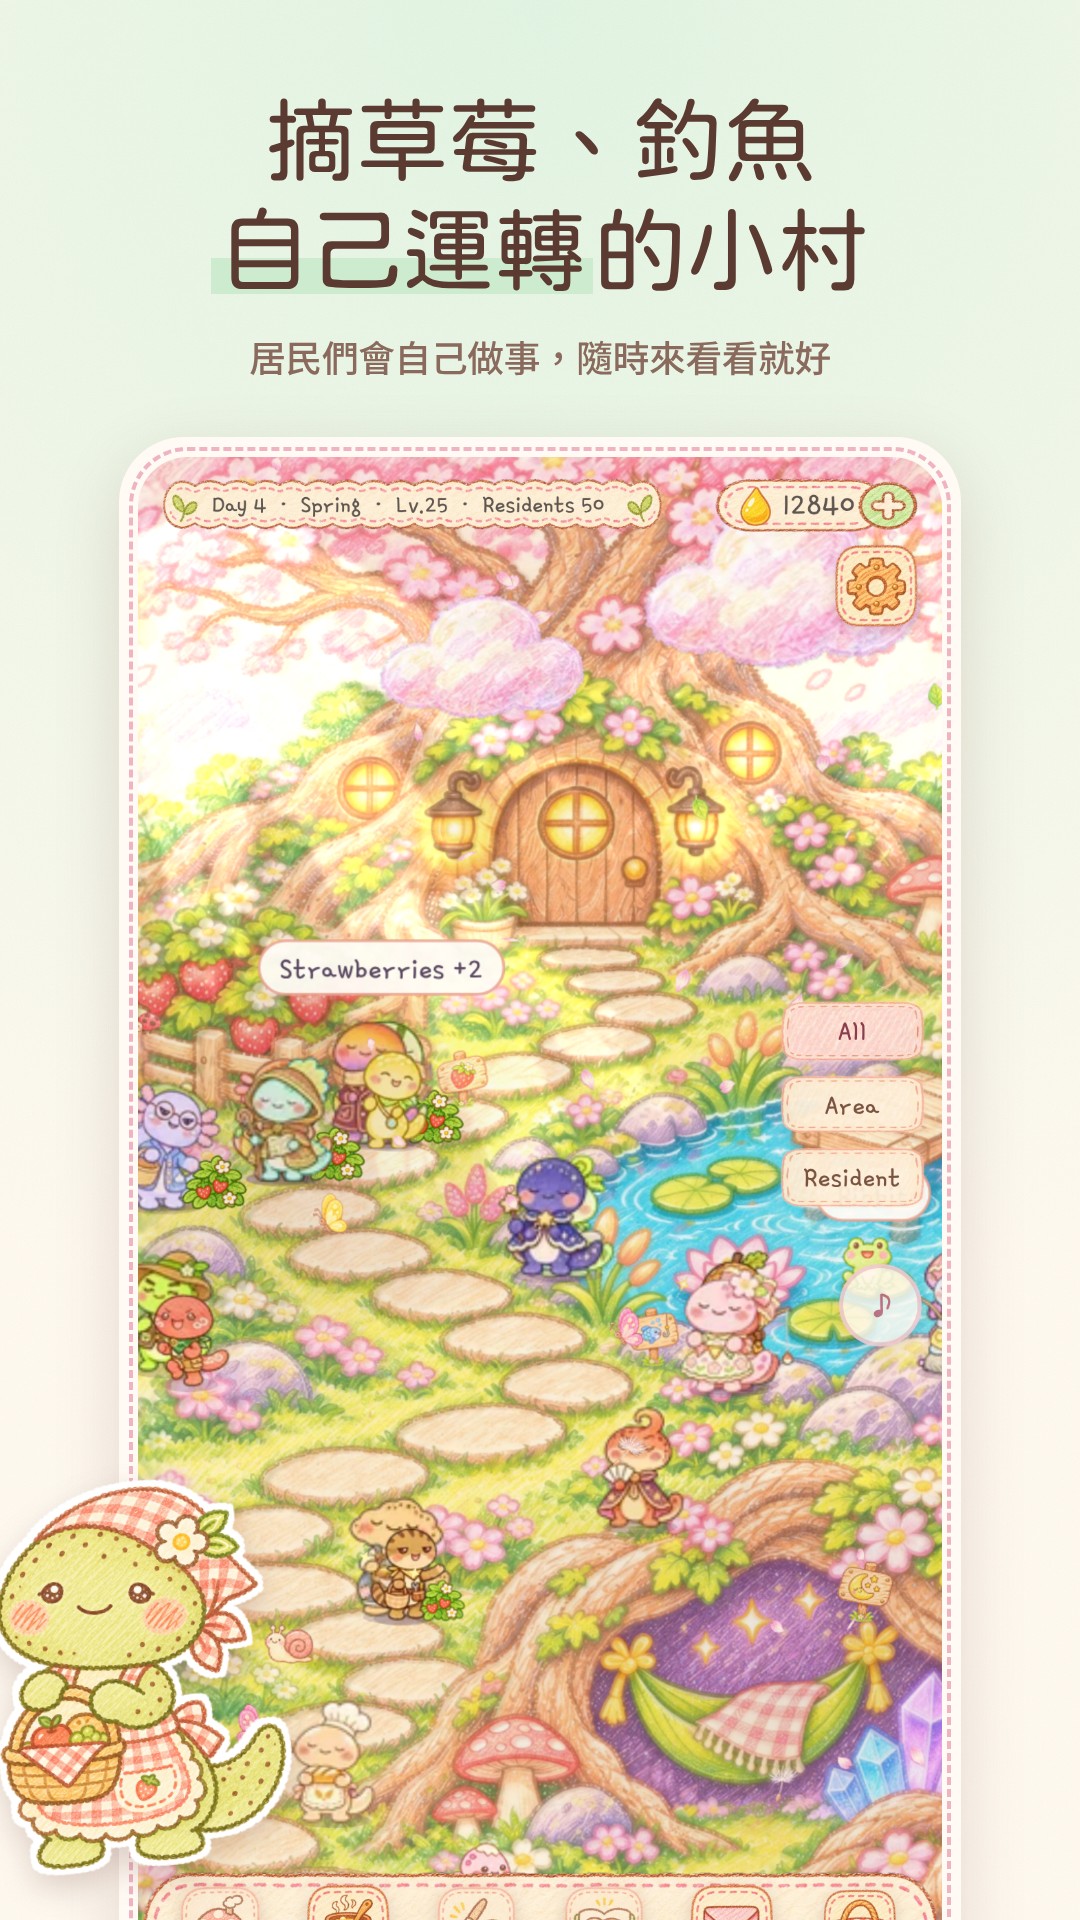 摘草莓、釣魚
自己運轉的小村
居民們會自己做事，隨時來看看就好
Day 4 · Spring · Lv.25 · Residents 50
12840
Strawberries +2
All
Area
Resident